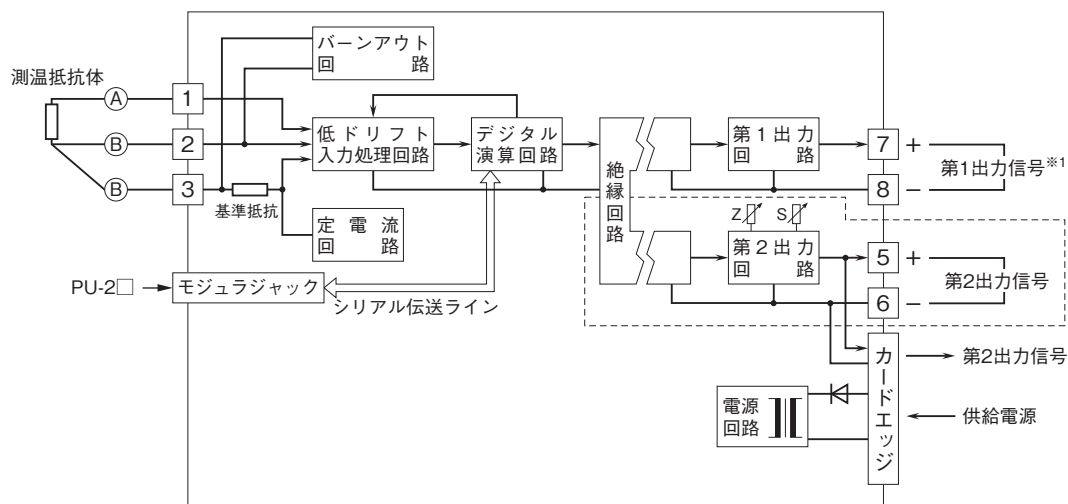 測温抵抗体
A
B
B
1
2
3
バーンアウト
回路
低ドリフト
入力処理回路
デジタル
演算回路
基準抵抗
定電流
回路
PU-2□
モジュラジャック
シリアル伝送ライン
絶縁回路
第1出力
回路
Z
S
第2出力
回路
7
+
8
−
第1出力信号※1
5
+
6
−
第2出力信号
カードエッジ
第2出力信号
供給電源
電源
回路